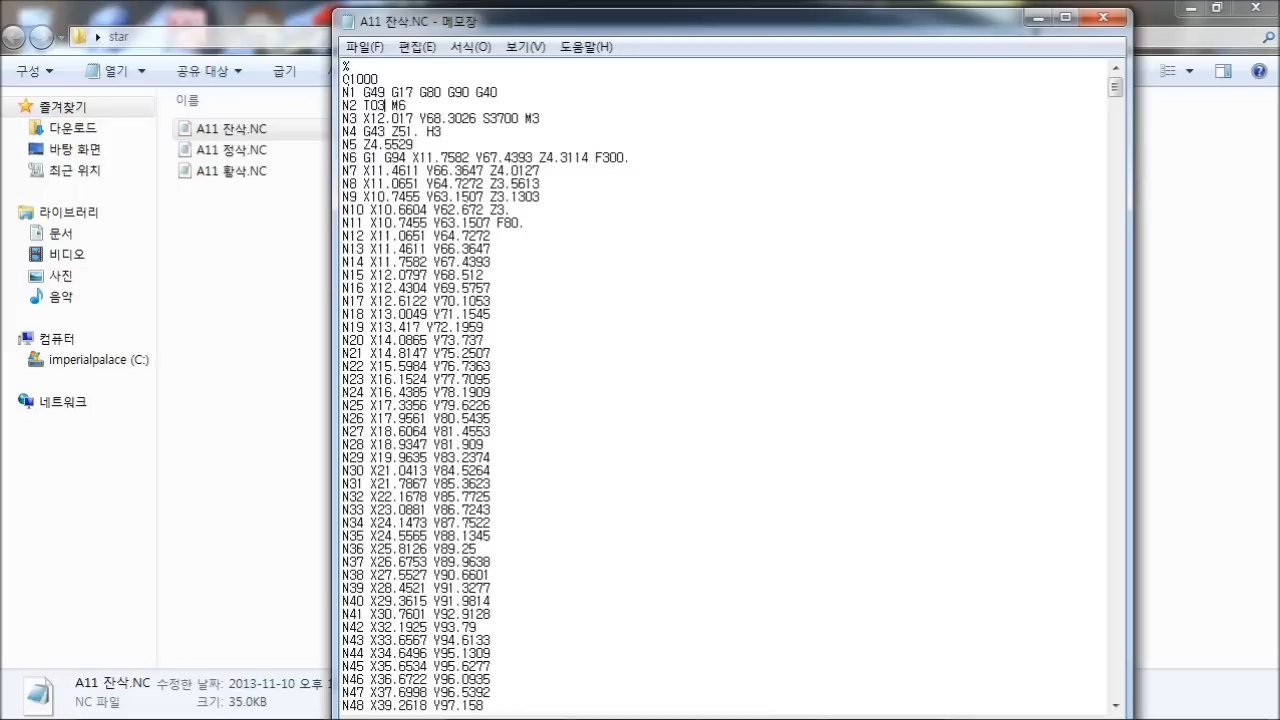 A11 잔삭.NC - 메모장
star
파일(F) 편집(E) 서식(O) 보기(V) 도움말(H)
구성 열기 공유 대상 굽기
즐겨찾기
다운로드
바탕 화면
최근 위치
라이브러리
문서
비디오
사진
음악
컴퓨터
imperialpalace (C:)
네트워크
이름
A11 잔삭.NC
A11 정삭.NC
A11 황삭.NC
%
O1000
N1 G49 G17 G80 G90 G40
N2 T03 M6
N3 X12.017 Y68.3026 S3700 M3
N4 G43 Z51. H3
N5 Z4.5529
N6 G1 G94 X11.7582 Y67.4393 Z4.3114 F300.
N7 X11.4611 Y66.3647 Z4.0127
N8 X11.0651 Y64.7272 Z3.5613
N9 X10.7455 Y63.1507 Z3.1303
N10 X10.6604 Y62.672 Z3.
N11 X10.7455 Y63.1507 F80.
N12 X11.0651 Y64.7272
N13 X11.4611 Y66.3647
N14 X11.7582 Y67.4393
N15 X12.0797 Y68.512
N16 X12.4304 Y69.5757
N17 X12.6122 Y70.1053
N18 X13.0049 Y71.1545
N19 X13.417 Y72.1959
N20 X14.0865 Y73.737
N21 X14.8147 Y75.2507
N22 X15.5984 Y76.7363
N23 X16.1524 Y77.7095
N24 X16.4385 Y78.1909
N25 X17.3356 Y79.6226
N26 X17.9561 Y80.5435
N27 X18.6064 Y81.4553
N28 X18.9347 Y81.909
N29 X19.9635 Y83.2374
N30 X21.0413 Y84.5264
N31 X21.7867 Y85.3623
N32 X22.1678 Y85.7725
N33 X23.0881 Y86.7243
N34 X24.1473 Y87.7522
N35 X24.5565 Y88.1345
N36 X25.8126 Y89.25
N37 X26.6753 Y89.9638
N38 X27.5527 Y90.6601
N39 X28.4521 Y91.3277
N40 X29.3615 Y91.9814
N41 X30.7601 Y92.9128
N42 X32.1925 Y93.79
N43 X33.6567 Y94.6133
N44 X34.6496 Y95.1309
N45 X35.6534 Y95.6277
N46 X36.6722 Y96.0935
N47 X37.6998 Y96.5392
N48 X39.2618 Y97.158
A11 잔삭.NC 수정한 날짜: 2013-11-10 오후
NC 파일 크기: 35.0KB